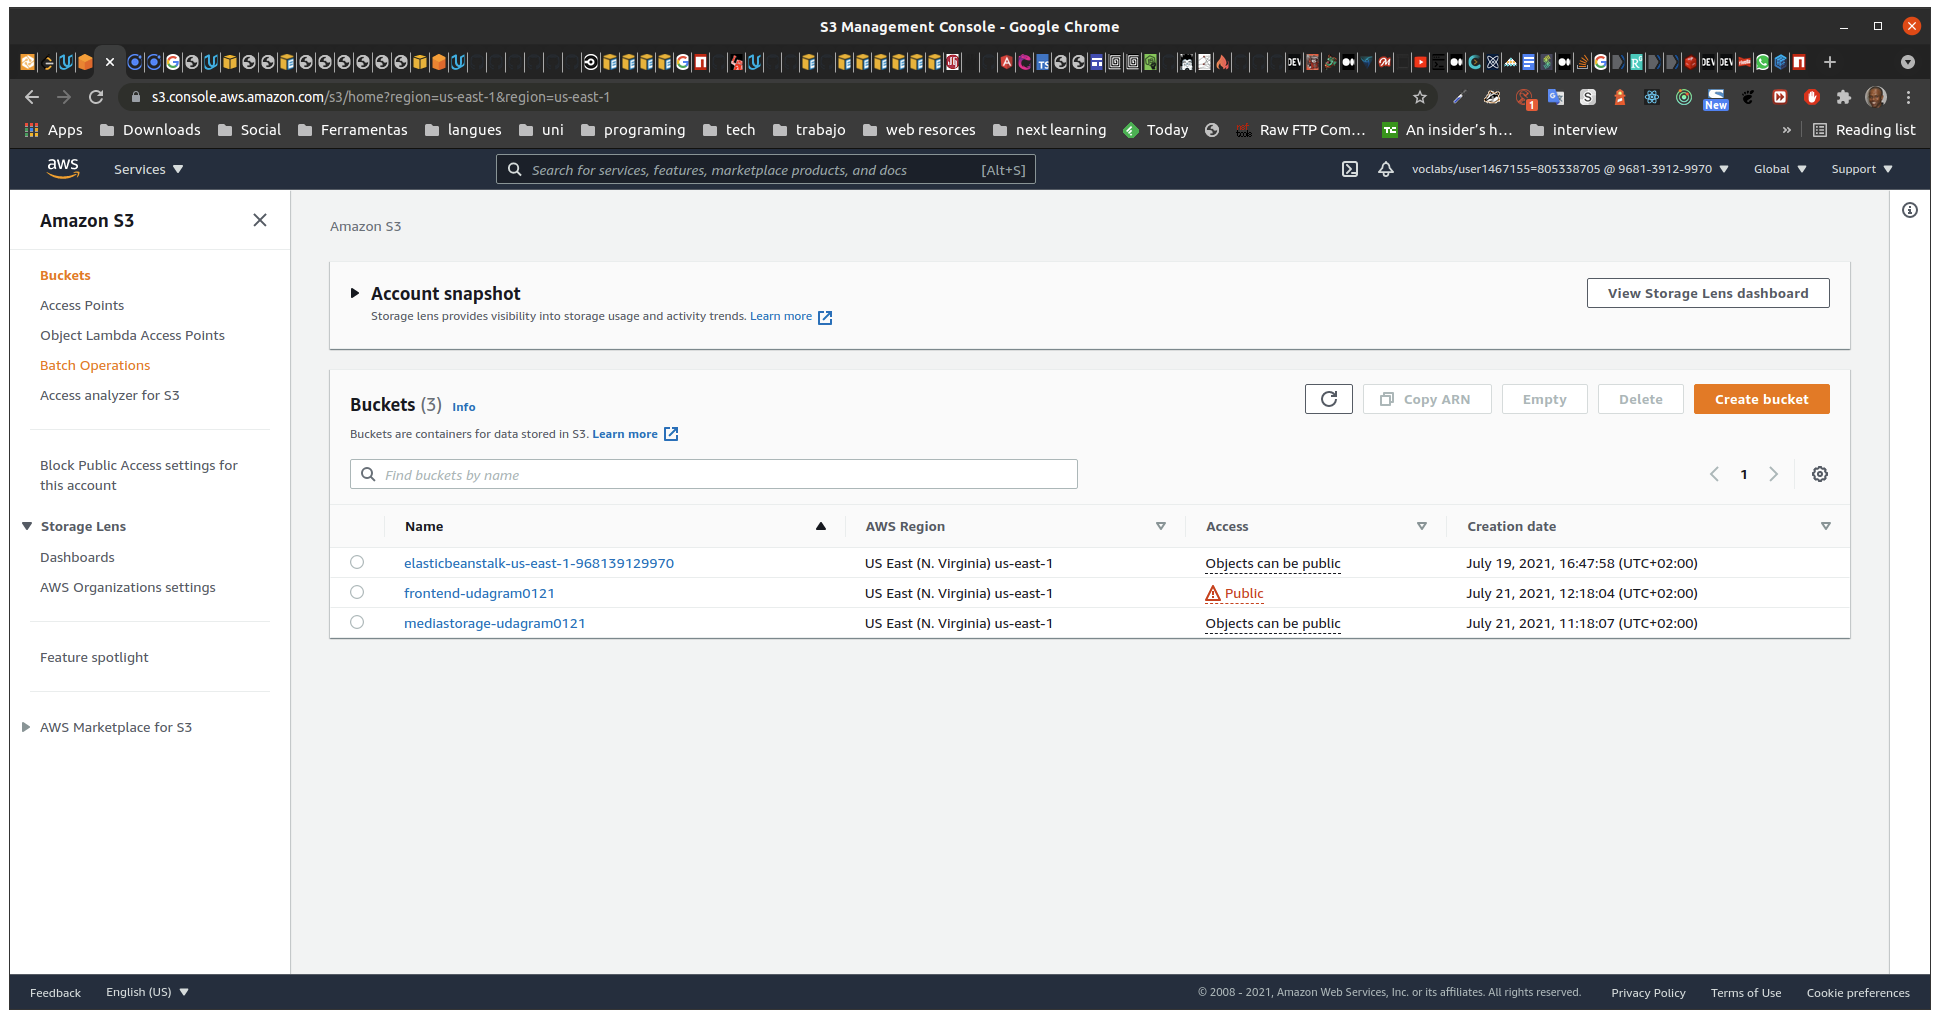 S3 Management Console - Google Chrome
s3.console.aws.amazon.com/s3/home?region=us-east-1&region=us-east-1
1
New
Apps Downloads Social Ferramentas langues uni programing tech trabajo web resorces next learning Today Raw FTP Com… An insider's h… interview » Reading list
aws Services Search for services, features, marketplace products, and docs [Alt+S] voclabs/user1467155=805338705 @ 9681-3912-9970 Global Support
Amazon S3
Buckets
Access Points
Object Lambda Access Points
Batch Operations
Access analyzer for S3
Block Public Access settings for
this account
Storage Lens
Dashboards
AWS Organizations settings
Feature spotlight
AWS Marketplace for S3
Amazon S3
Account snapshot
View Storage Lens dashboard
Storage lens provides visibility into storage usage and activity trends. Learn more
Buckets (3) Info
Copy ARN Empty Delete Create bucket
Buckets are containers for data stored in S3. Learn more
Find buckets by name
1
Name AWS Region Access Creation date
elasticbeanstalk-us-east-1-968139129970 US East (N. Virginia) us-east-1 Objects can be public July 19, 2021, 16:47:58 (UTC+02:00)
frontend-udagram0121 US East (N. Virginia) us-east-1 Public July 21, 2021, 12:18:04 (UTC+02:00)
mediastorage-udagram0121 US East (N. Virginia) us-east-1 Objects can be public July 21, 2021, 11:18:07 (UTC+02:00)
Feedback English (US) © 2008 - 2021, Amazon Web Services, Inc. or its affiliates. All rights reserved. Privacy Policy Terms of Use Cookie preferences